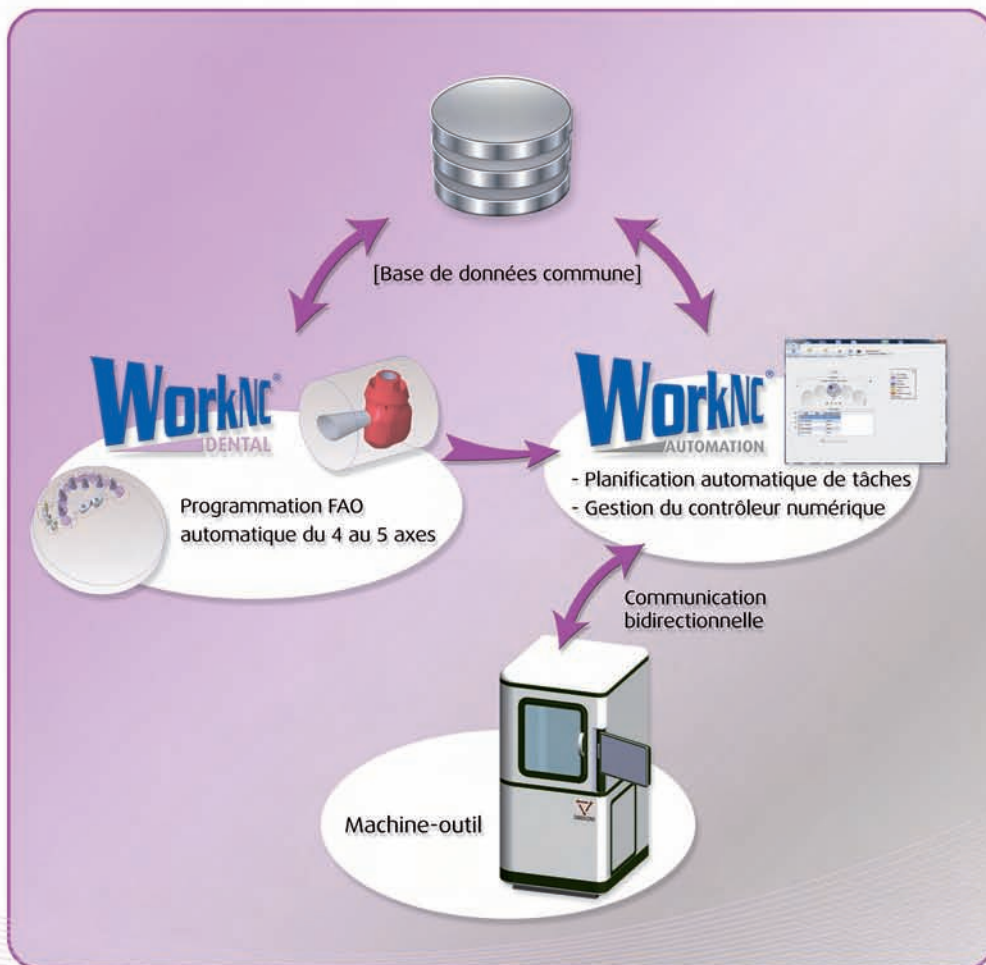 [Base de données commune]
WorkNC®
DENTAL
Programmation FAO
automatique du 4 au 5 axes
WorkNC®
AUTOMATION
- Planification automatique de tâches
- Gestion du contrôleur numérique
Communication
bidirectionnelle
Machine-outil